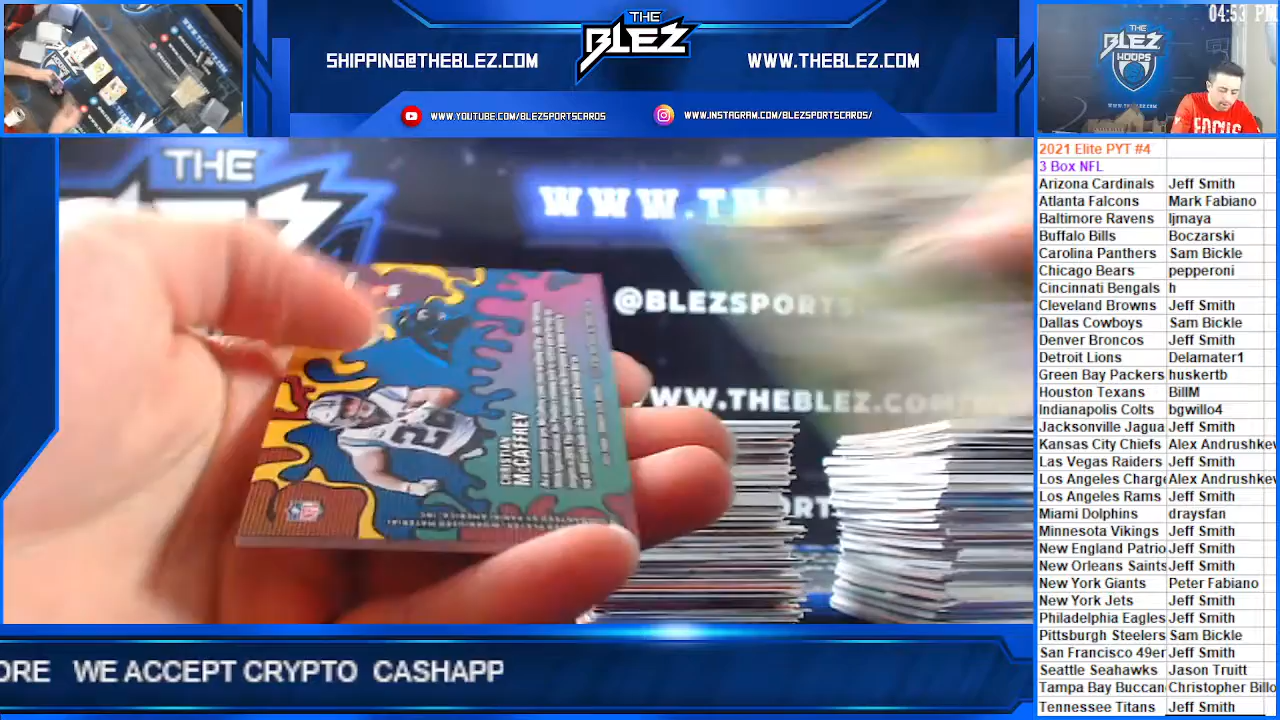 04:53 P
THE
BLEZ
SHIPPING@THEBLEZ.COM
WWW.THEBLEZ.COM
WWW.YOUTUBE.COM/BLEZSPORTSCARDS
WWW.INSTAGRAM.COM/BLEZSPORTSCARDS/
THE
BLEZ
HOOPS
THE
WWW.THE
@BLEZSPORTS
WWW.THEBLEZ.COM
CHRISTIAN
McCAFFREY
NFL
2021 Elite PYT #4
3 Box NFL
Arizona Cardinals Jeff Smith
Atlanta Falcons Mark Fabiano
Baltimore Ravens ljmaya
Buffalo Bills Boczarski
Carolina Panthers Sam Bickle
Chicago Bears pepperoni
Cincinnati Bengals h
Cleveland Browns Jeff Smith
Dallas Cowboys Sam Bickle
Denver Broncos Jeff Smith
Detroit Lions Delamater1
Green Bay Packers huskertb
Houston Texans BillM
Indianapolis Colts bgwillo4
Jacksonville Jagua Jeff Smith
Kansas City Chiefs Alex Andrushkev
Las Vegas Raiders Jeff Smith
Los Angeles Charge Alex Andrushkev
Los Angeles Rams Jeff Smith
Miami Dolphins draysfan
Minnesota Vikings Jeff Smith
New England Patrio Jeff Smith
New Orleans Saints Jeff Smith
New York Giants Peter Fabiano
New York Jets Jeff Smith
Philadelphia Eagles Jeff Smith
Pittsburgh Steelers Sam Bickle
San Francisco 49er Jeff Smith
Seattle Seahawks Jason Truitt
Tampa Bay Buccan Christopher Billo
Tennessee Titans Jeff Smith
ORE WE ACCEPT CRYPTO CASHAPP